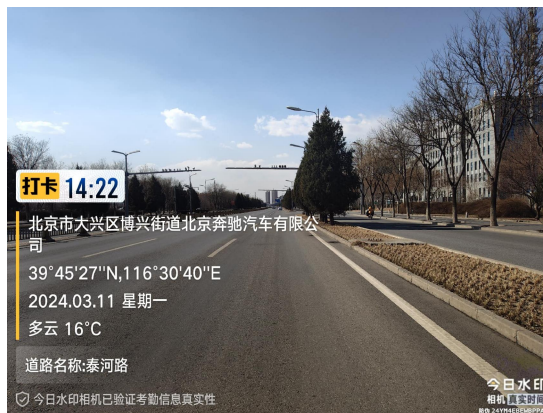 打卡 14:22
北京市大兴区博兴街道北京奔驰汽车有限公
司
39°45'27"N,116°30'40"E
2024.03.11 星期一
多云 16°C
道路名称:泰河路
今日水印相机已验证考勤信息真实性
今日水印
相机 真实时间
防伪 24YM4EBEWBPPA